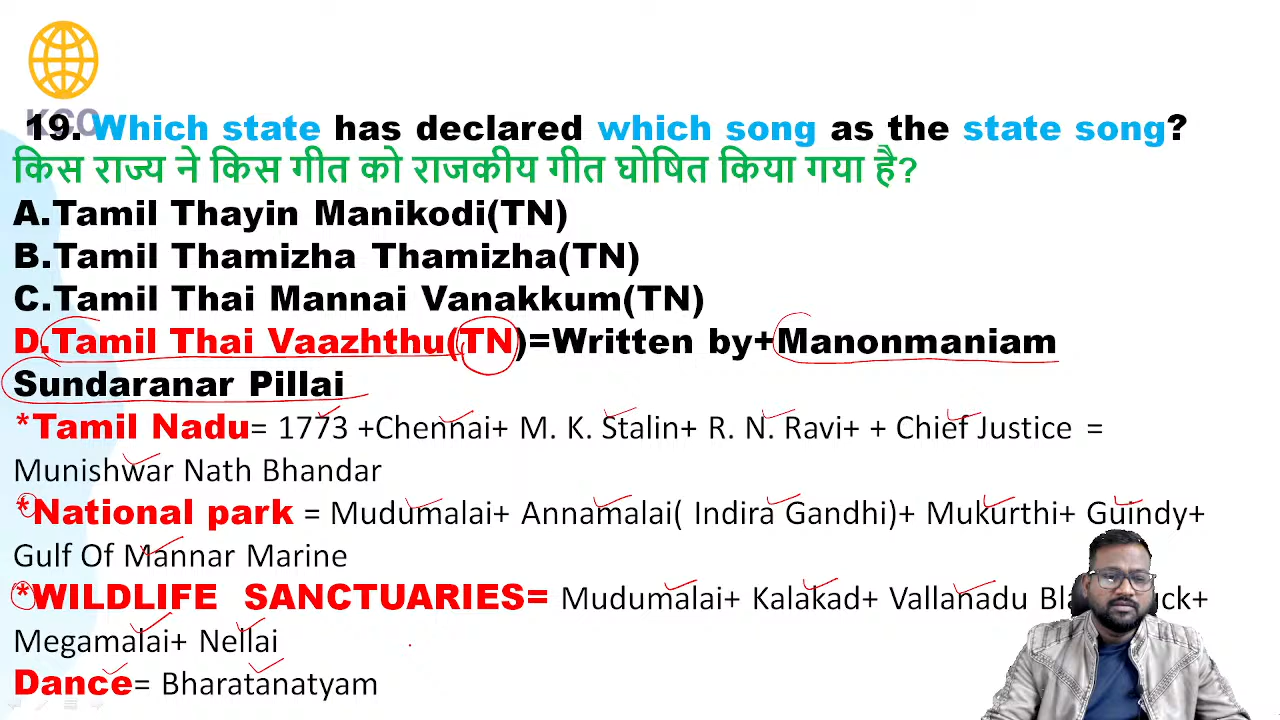 KCO
19. Which state has declared which song as the state song?
किस राज्य ने किस गीत को राजकीय गीत घोषित किया गया है?
A.Tamil Thayin Manikodi(TN)
B.Tamil Thamizha Thamizha(TN)
C.Tamil Thai Mannai Vanakkum(TN)
D.Tamil Thai Vaazhthu(TN)=Written by+Manonmaniam
Sundaranar Pillai
*Tamil Nadu= 1773 +Chennai+ M. K. Stalin+ R. N. Ravi+ + Chief Justice =
Munishwar Nath Bhandar
*National park = Mudumalai+ Annamalai( Indira Gandhi)+ Mukurthi+ Guindy+
Gulf Of Mannar Marine
*WILDLIFE SANCTUARIES= Mudumalai+ Kalakad+ Vallanadu
Megamalai+ Nellai
Dance= Bharatanatyam